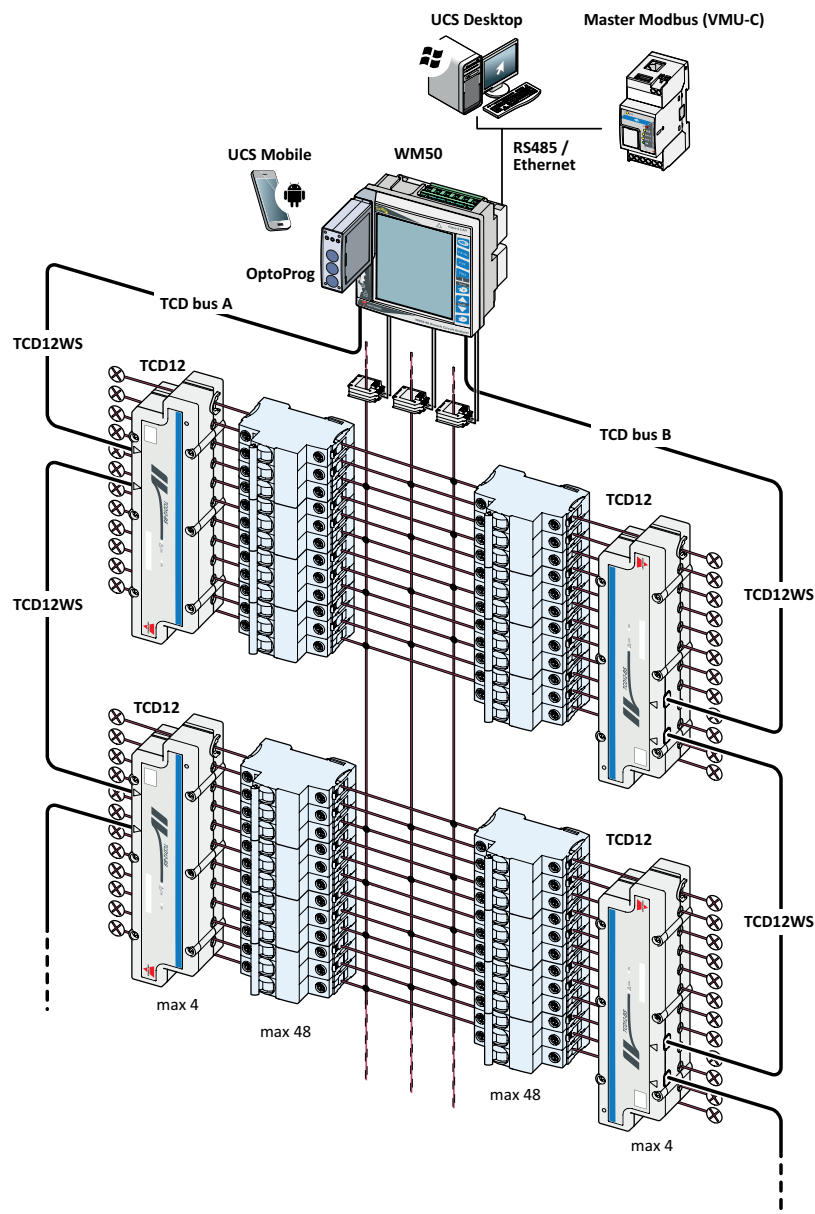 UCS Desktop
Master Modbus (VMU-C)
RS485 /
Ethernet
UCS Mobile
WM50
OptoProg
TCD bus A
TCD12WS
TCD12
TCD bus B
TCD12
TCD12WS
TCD12WS
TCD12
TCD12
TCD12WS
max 4
max 48
max 48
max 4